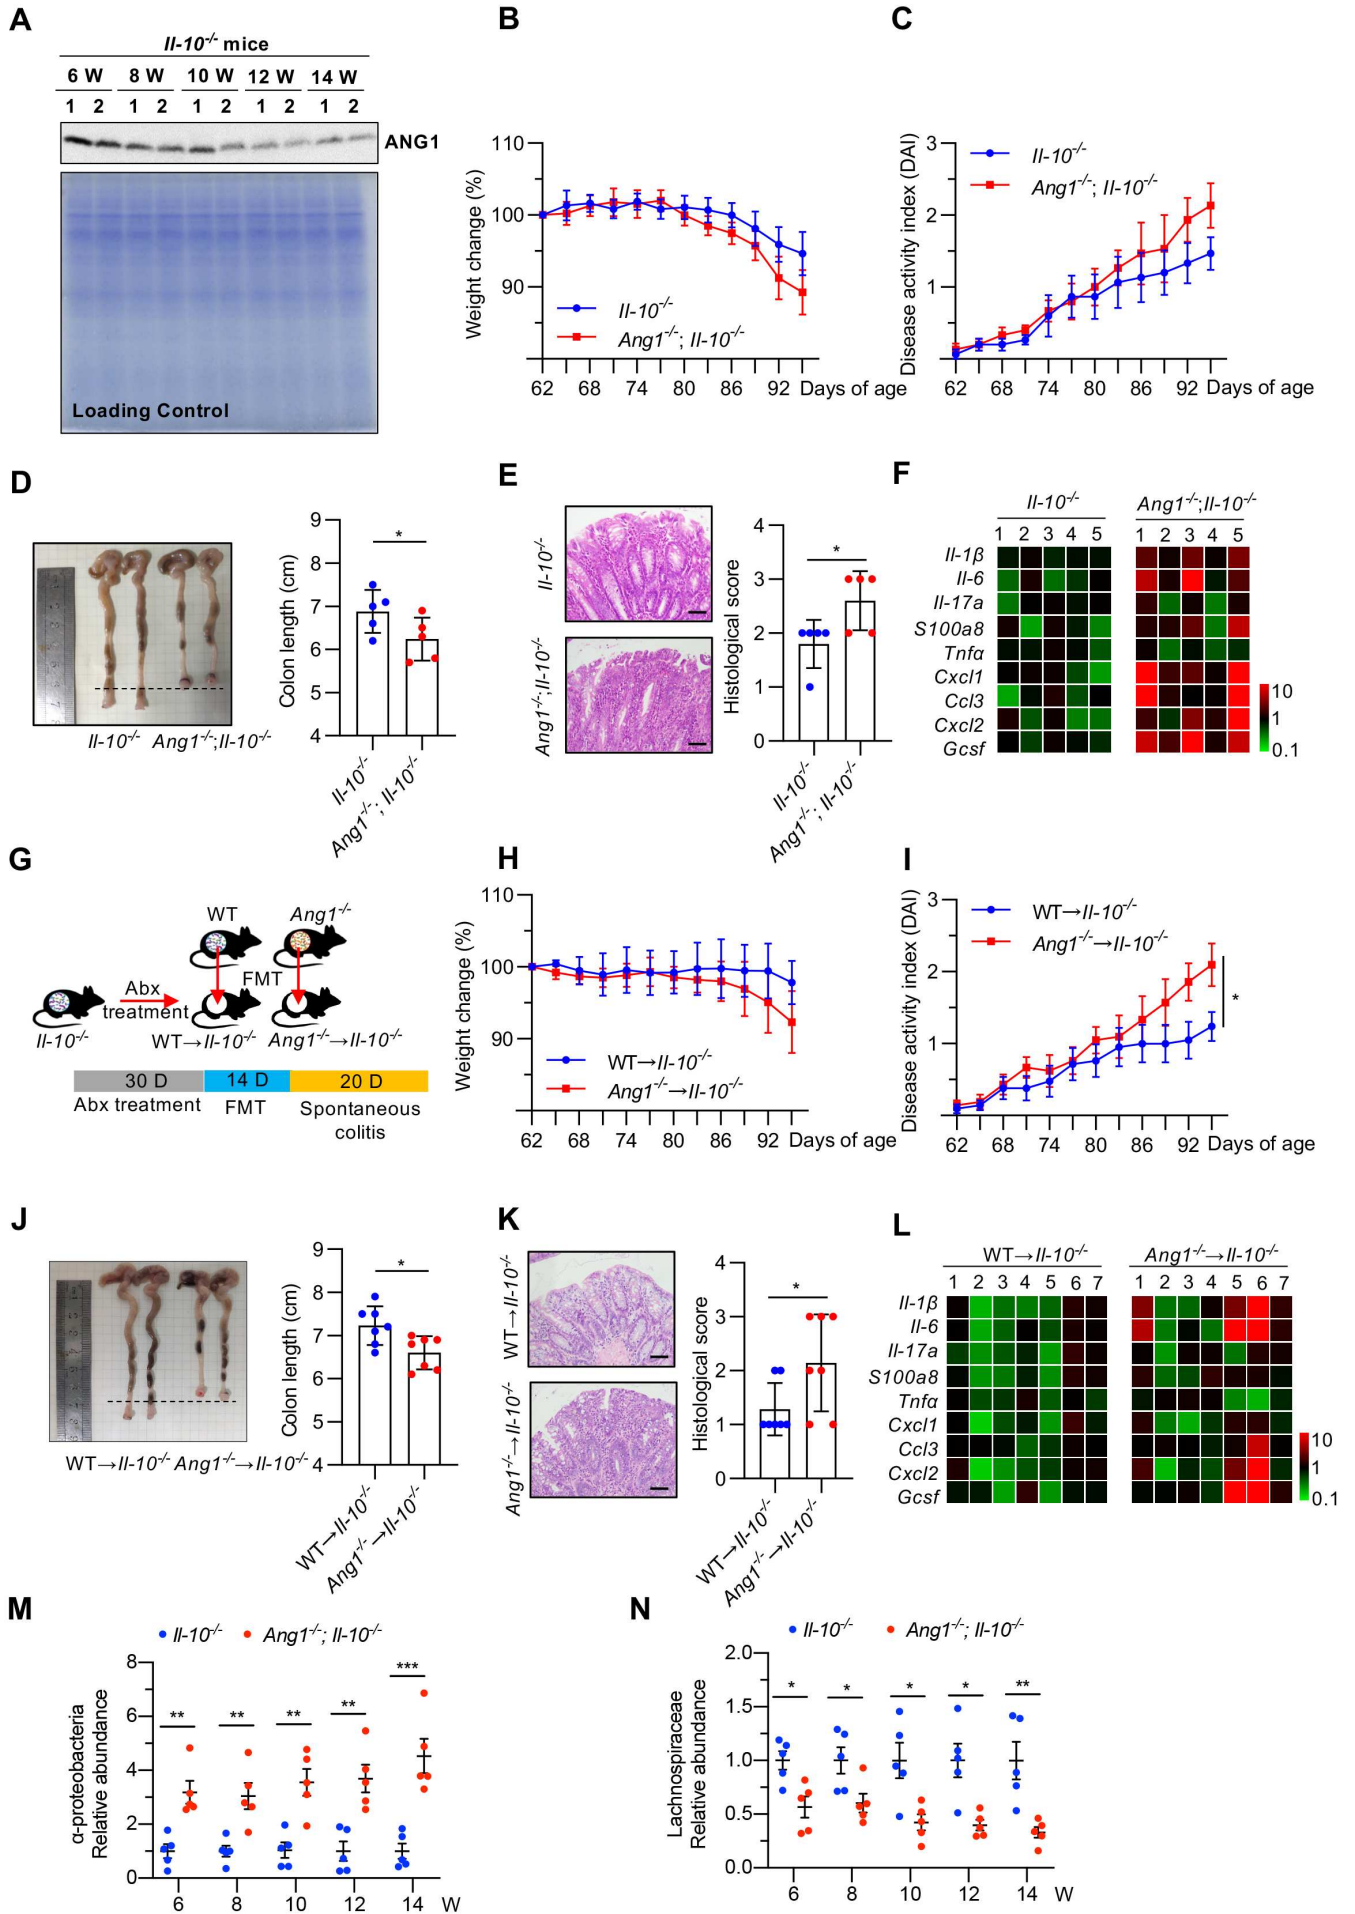 A
Il-10-/- mice
6 W 8 W 10 W 12 W 14 W
1 2 1 2 1 2 1 2 1 2
ANG1
Loading Control
B
Weight change (%)
110
100
90
Il-10-/-
Ang1-/-; Il-10-/-
62 68 74 80 86 92 Days of age
C
Disease activity index (DAI)
3
2
1
Il-10-/-
Ang1-/-; Il-10-/-
62 68 74 80 86 92 Days of age
D
Il-10-/- Ang1-/-;Il-10-/-
Colon length (cm)
9
8
7
6
5
4
*
Il-10-/-
Ang1-/-; Il-10-/-
E
Il-10-/-
Ang1-/-;Il-10-/-
Histological score
4
3
2
1
0
*
Il-10-/-
Ang1-/-; Il-10-/-
F
Il-10-/- Ang1-/-;Il-10-/-
1 2 3 4 5 1 2 3 4 5
Il-1β
Il-6
Il-17a
S100a8
Tnfα
Cxcl1
Ccl3
Cxcl2
Gcsf
10
1
0.1
G
WT Ang1-/-
Abx
treatment
FMT
Il-10-/- WT→Il-10-/- Ang1-/-→Il-10-/-
30 D 14 D 20 D
Abx treatment FMT Spontaneous
colitis
H
Weight change (%)
110
100
90
WT→Il-10-/-
Ang1-/-→Il-10-/-
62 68 74 80 86 92 Days of age
I
Disease activity index (DAI)
3
2
1
WT→Il-10-/-
Ang1-/-→Il-10-/-
*
62 68 74 80 86 92 Days of age
J
WT→Il-10-/- Ang1-/-→Il-10-/-
Colon length (cm)
9
8
7
6
5
4
*
WT→Il-10-/-
Ang1-/-→Il-10-/-
K
WT→Il-10-/-
Ang1-/-→Il-10-/-
Histological score
4
3
2
1
0
*
WT→Il-10-/-
Ang1-/-→Il-10-/-
L
WT→Il-10-/- Ang1-/-→Il-10-/-
1 2 3 4 5 6 7 1 2 3 4 5 6 7
Il-1β
Il-6
Il-17a
S100a8
Tnfα
Cxcl1
Ccl3
Cxcl2
Gcsf
10
1
0.1
M
Il-10-/- Ang1-/-; Il-10-/-
α-proteobacteria
Relative abundance
8
6
4
2
0
** ** ** ** ***
6 8 10 12 14 W
N
Il-10-/- Ang1-/-; Il-10-/-
Lachnospiraceae
Relative abundance
2.0
1.5
1.0
0.5
0.0
* * * * **
6 8 10 12 14 W